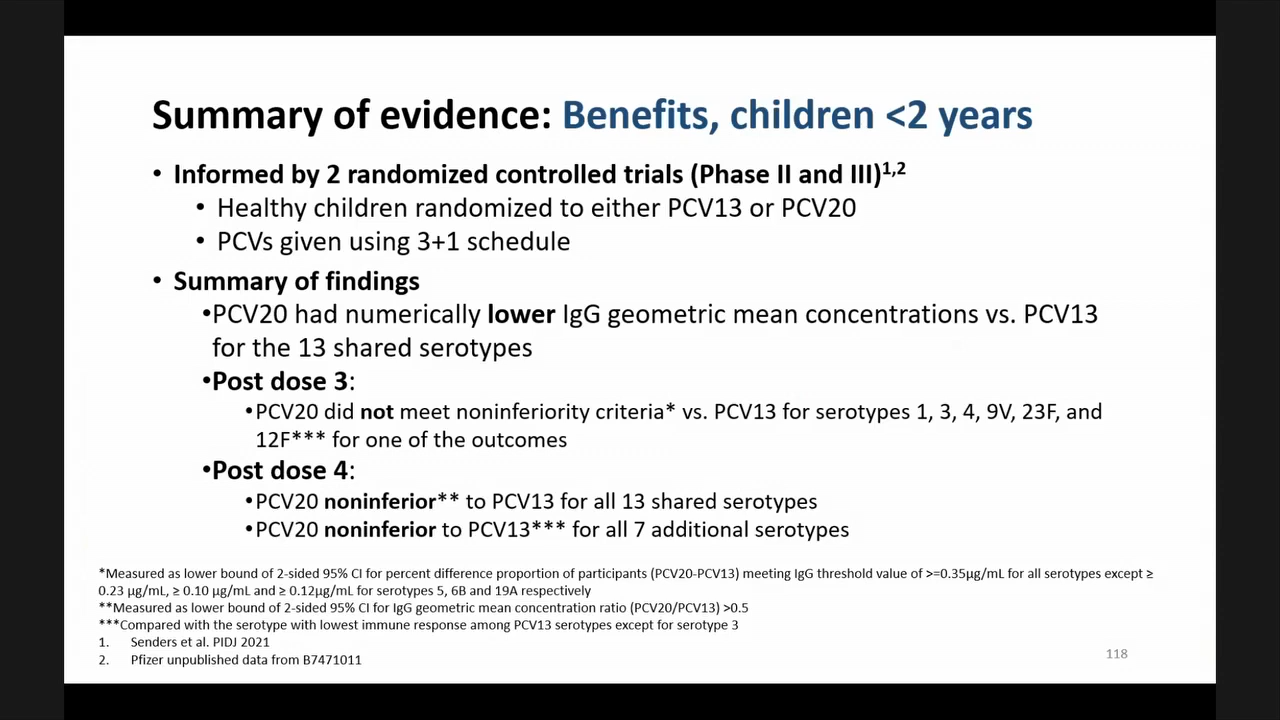 Summary of evidence: Benefits, children <2 years
• Informed by 2 randomized controlled trials (Phase II and III)1,2
• Healthy children randomized to either PCV13 or PCV20
• PCVs given using 3+1 schedule
• Summary of findings
•PCV20 had numerically lower IgG geometric mean concentrations vs. PCV13
for the 13 shared serotypes
•Post dose 3:
•PCV20 did not meet noninferiority criteria* vs. PCV13 for serotypes 1, 3, 4, 9V, 23F, and
12F*** for one of the outcomes
•Post dose 4:
•PCV20 noninferior** to PCV13 for all 13 shared serotypes
•PCV20 noninferior to PCV13*** for all 7 additional serotypes
*Measured as lower bound of 2-sided 95% CI for percent difference proportion of participants (PCV20-PCV13) meeting IgG threshold value of >=0.35µg/mL for all serotypes except ≥
0.23 µg/mL, ≥ 0.10 µg/mL and ≥ 0.12µg/mL for serotypes 5, 6B and 19A respectively
**Measured as lower bound of 2-sided 95% CI for IgG geometric mean concentration ratio (PCV20/PCV13) >0.5
***Compared with the serotype with lowest immune response among PCV13 serotypes except for serotype 3
1. Senders et al. PIDJ 2021
2. Pfizer unpublished data from B7471011
118